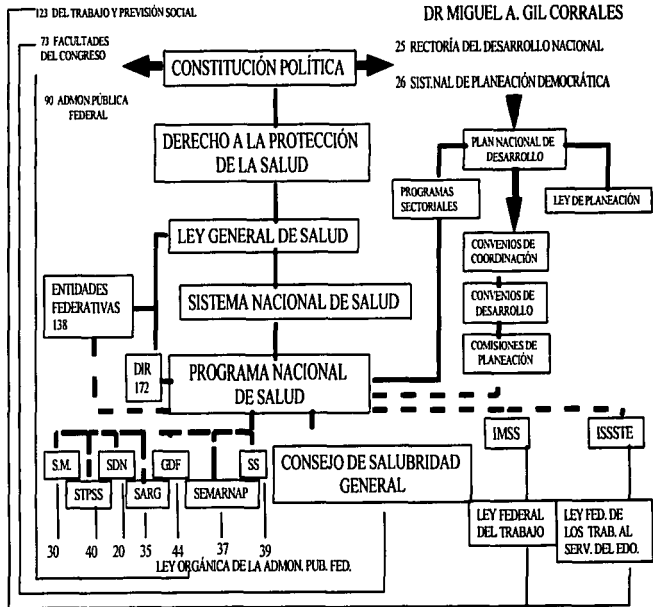 123 DEL TRABAJO Y PREVISIÓN SOCIAL
DR MIGUEL A. GIL CORRALES
73 FACULTADES
DEL CONGRESO
25 RECTORÍA DEL DESARROLLO NACIONAL
CONSTITUCIÓN POLÍTICA
26 SIST.NAL DE PLANEACIÓN DEMOCRÁTICA
90 ADMON PÚBLICA
FEDERAL
DERECHO A LA PROTECCIÓN
DE LA SALUD
PLAN NACIONAL DE
DESARROLLO
PROGRAMAS
SECTORIALES
LEY DE PLANEACIÓN
LEY GENERAL DE SALUD
CONVENIOS DE
COORDINACIÓN
ENTIDADES
FEDERATIVAS
138
SISTEMA NACIONAL DE SALUD
CONVENIOS DE
DESARROLLO
COMISIONES DE
PLANEACIÓN
DIR
172
PROGRAMA NACIONAL
DE SALUD
IMSS
ISSSTE
S.M.
SDN
GDF
SS
CONSEJO DE SALUBRIDAD
GENERAL
STPSS
SARG
SEMARNAP
LEY FEDERAL
DEL TRABAJO
LEY FED. DE
LOS TRAB. AL
SERV. DEL EDO.
30
40
20
35
44
37
39
LEY ORGÁNICA DE LA ADMON. PUB. FED.